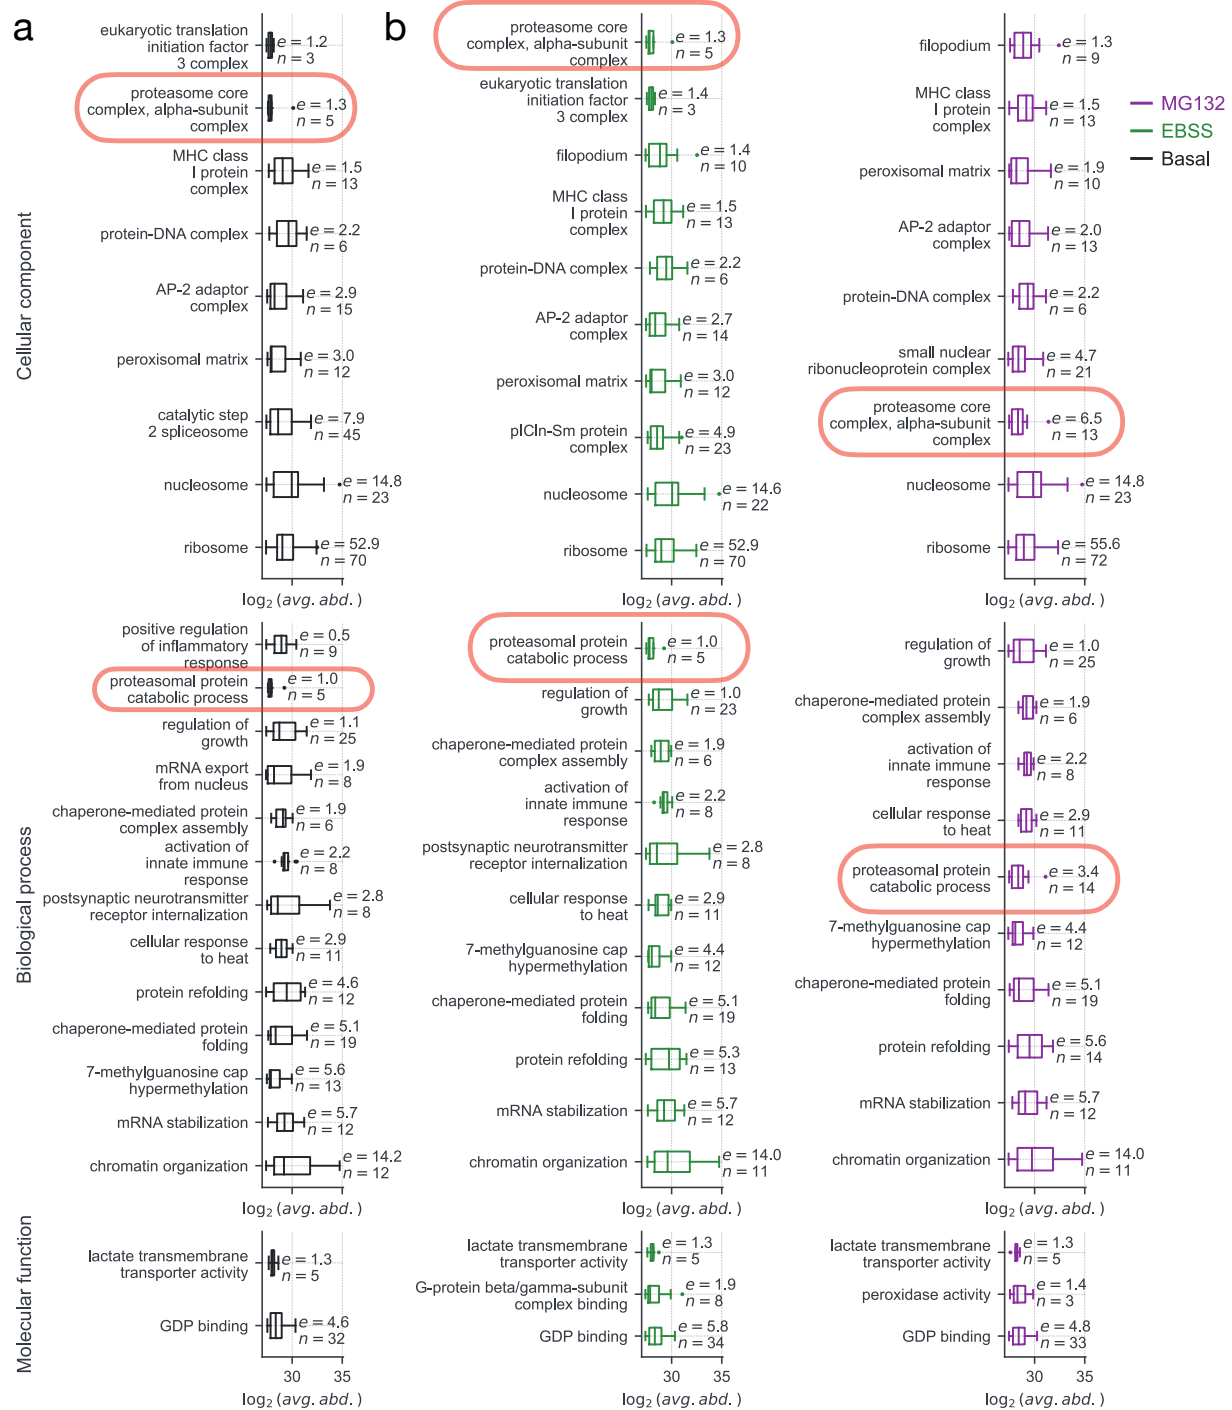 a
Cellular component
eukaryotic translation
initiation factor
3 complex
e = 1.2
n = 3
proteasome core
complex, alpha-subunit
complex
e = 1.3
n = 5
MHC class
I protein
complex
e = 1.5
n = 13
protein-DNA complex
e = 2.2
n = 6
AP-2 adaptor
complex
e = 2.9
n = 15
peroxisomal matrix
e = 3.0
n = 12
catalytic step
2 spliceosome
e = 7.9
n = 45
nucleosome
e = 14.8
n = 23
ribosome
e = 52.9
n = 70
log2 (avg. abd. )
b
proteasome core
complex, alpha-subunit
complex
e = 1.3
n = 5
eukaryotic translation
initiation factor
3 complex
e = 1.4
n = 3
filopodium
e = 1.4
n = 10
MHC class
I protein
complex
e = 1.5
n = 13
protein-DNA complex
e = 2.2
n = 6
AP-2 adaptor
complex
e = 2.7
n = 14
peroxisomal matrix
e = 3.0
n = 12
pICln-Sm protein
complex
e = 4.9
n = 23
nucleosome
e = 14.6
n = 22
ribosome
e = 52.9
n = 70
log2 (avg. abd. )
filopodium
e = 1.3
n = 9
MHC class
I protein
complex
e = 1.5
n = 13
peroxisomal matrix
e = 1.9
n = 10
AP-2 adaptor
complex
e = 2.0
n = 13
protein-DNA complex
e = 2.2
n = 6
small nuclear
ribonucleoprotein complex
e = 4.7
n = 21
proteasome core
complex, alpha-subunit
complex
e = 6.5
n = 13
nucleosome
e = 14.8
n = 23
ribosome
e = 55.6
n = 72
log2 (avg. abd. )
MG132
EBSS
Basal
Biological process
positive regulation
of inflammatory
response
e = 0.5
n = 9
proteasomal protein
catabolic process
e = 1.0
n = 5
regulation of
growth
e = 1.1
n = 25
mRNA export
from nucleus
e = 1.9
n = 8
chaperone-mediated protein
complex assembly
e = 1.9
n = 6
activation of
innate immune
response
e = 2.2
n = 8
postsynaptic neurotransmitter
receptor internalization
e = 2.8
n = 8
cellular response
to heat
e = 2.9
n = 11
protein refolding
e = 4.6
n = 12
chaperone-mediated protein
folding
e = 5.1
n = 19
7-methylguanosine cap
hypermethylation
e = 5.6
n = 13
mRNA stabilization
e = 5.7
n = 12
chromatin organization
e = 14.2
n = 12
log2 (avg. abd. )
proteasomal protein
catabolic process
e = 1.0
n = 5
regulation of
growth
e = 1.0
n = 23
chaperone-mediated protein
complex assembly
e = 1.9
n = 6
activation of
innate immune
response
e = 2.2
n = 8
postsynaptic neurotransmitter
receptor internalization
e = 2.8
n = 8
cellular response
to heat
e = 2.9
n = 11
7-methylguanosine cap
hypermethylation
e = 4.4
n = 12
chaperone-mediated protein
folding
e = 5.1
n = 19
protein refolding
e = 5.3
n = 13
mRNA stabilization
e = 5.7
n = 12
chromatin organization
e = 14.0
n = 11
log2 (avg. abd. )
regulation of
growth
e = 1.0
n = 25
chaperone-mediated protein
complex assembly
e = 1.9
n = 6
activation of
innate immune
response
e = 2.2
n = 8
cellular response
to heat
e = 2.9
n = 11
proteasomal protein
catabolic process
e = 3.4
n = 14
7-methylguanosine cap
hypermethylation
e = 4.4
n = 12
chaperone-mediated protein
folding
e = 5.1
n = 19
protein refolding
e = 5.6
n = 14
mRNA stabilization
e = 5.7
n = 12
chromatin organization
e = 14.0
n = 11
log2 (avg. abd. )
Molecular function
lactate transmembrane
transporter activity
e = 1.3
n = 5
GDP binding
e = 4.6
n = 32
30 35
log2 (avg. abd. )
lactate transmembrane
transporter activity
e = 1.3
n = 5
G-protein beta/gamma-subunit
complex binding
e = 1.9
n = 8
GDP binding
e = 5.8
n = 34
30 35
log2 (avg. abd. )
lactate transmembrane
transporter activity
e = 1.3
n = 5
peroxidase activity
e = 1.4
n = 3
GDP binding
e = 4.8
n = 33
30 35
log2 (avg. abd. )